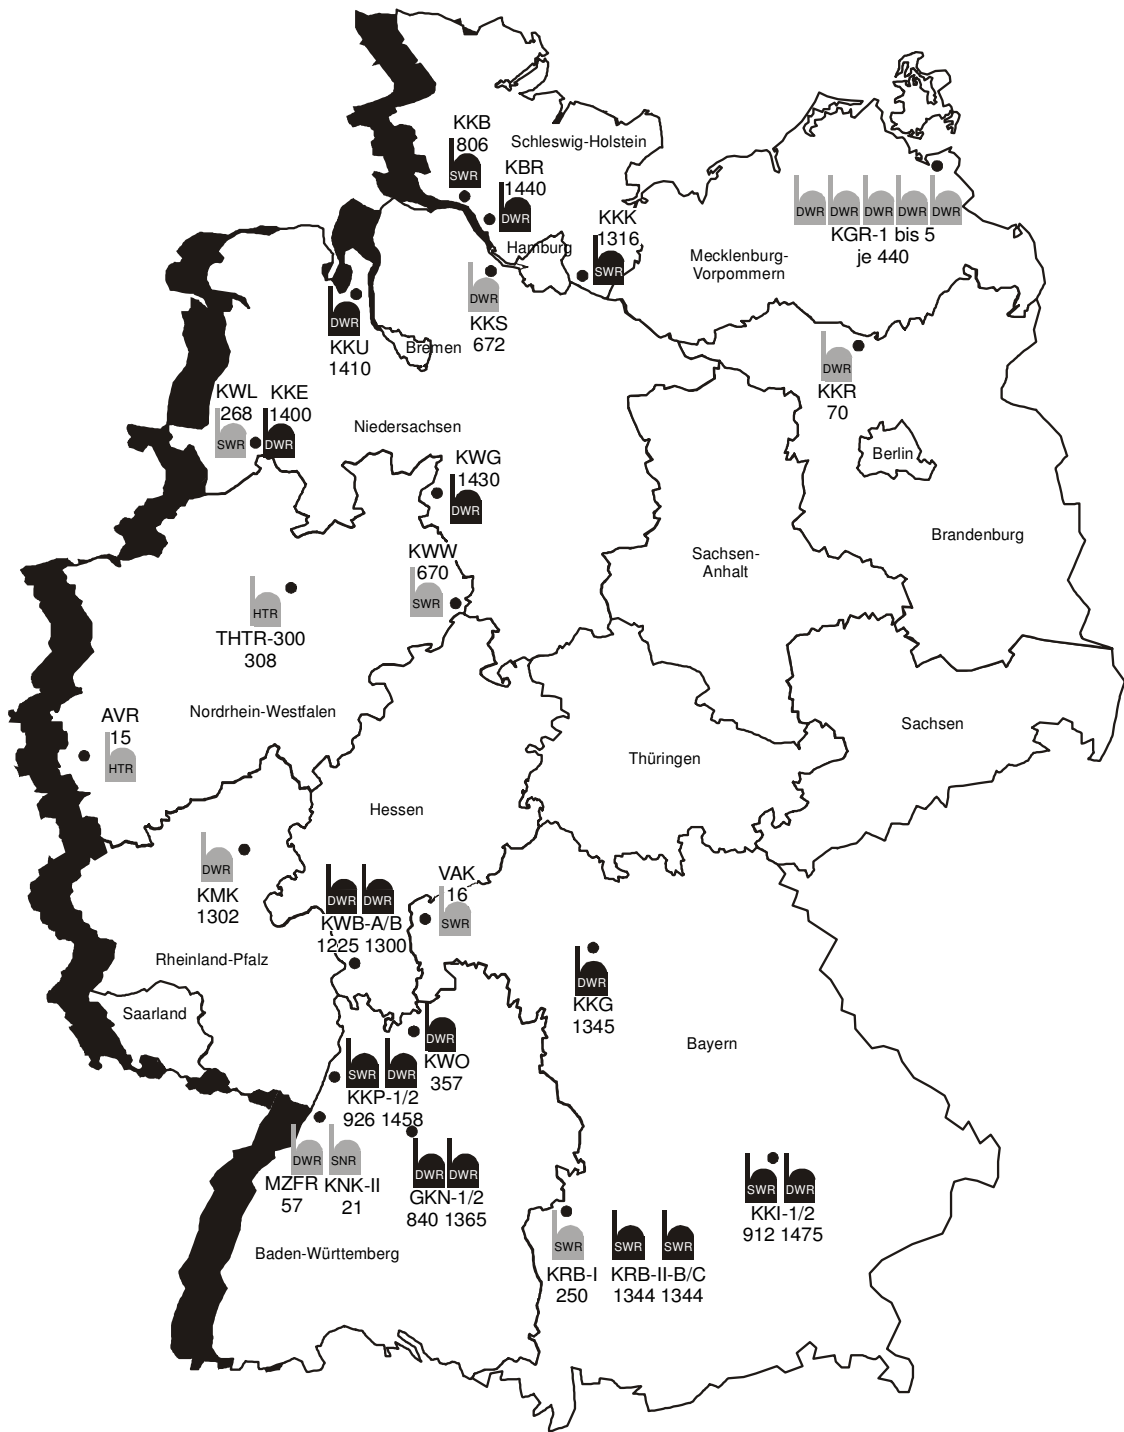 KKB
806
SWR
Schleswig-Holstein
KBR
1440
DWR
KKK
1316
SWR
Hamburg
DWR DWR DWR DWR DWR
KGR-1 bis 5
je 440
Mecklenburg-
Vorpommern
DWR
KKS
672
DWR
KKU
1410
Bremen
DWR
KKR
70
KWL
268
SWR
KKE
1400
DWR
Niedersachsen
Berlin
KWG
1430
DWR
Brandenburg
Sachsen-
Anhalt
KWW
670
SWR
HTR
THTR-300
308
Nordrhein-Westfalen
AVR
15
HTR
Sachsen
Thüringen
Hessen
DWR
KMK
1302
VAK
16
SWR
DWR DWR
KWB-A/B
1225 1300
Rheinland-Pfalz
DWR
KKG
1345
Saarland
Bayern
DWR
KWO
357
SWR DWR
KKP-1/2
926 1458
DWR SNR
MZFR KNK-II
57 21
DWR DWR
GKN-1/2
840 1365
SWR DWR
KKI-1/2
912 1475
Baden-Württemberg
SWR
KRB-I
250
SWR SWR
KRB-II-B/C
1344 1344